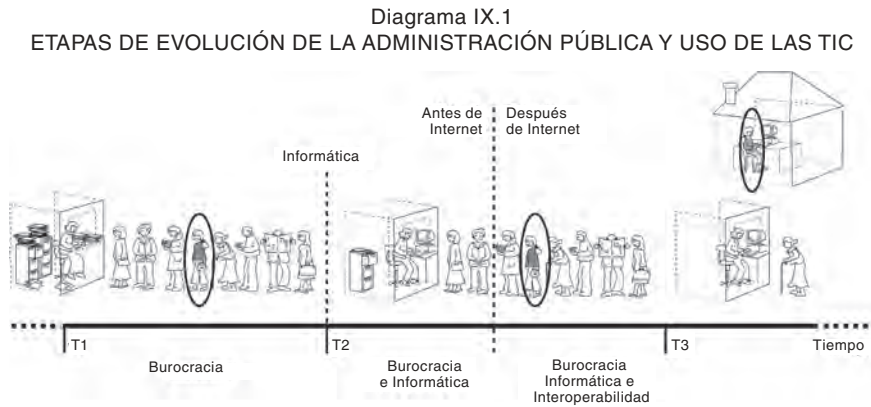 Diagrama IX.1
ETAPAS DE EVOLUCIÓN DE LA ADMINISTRACIÓN PÚBLICA Y USO DE LAS TIC
Antes de
Internet
Después
de Internet
Informática
T1
T2
T3
Tiempo
Burocracia
Burocracia
e Informática
Burocracia
Informática e
Interoperabilidad